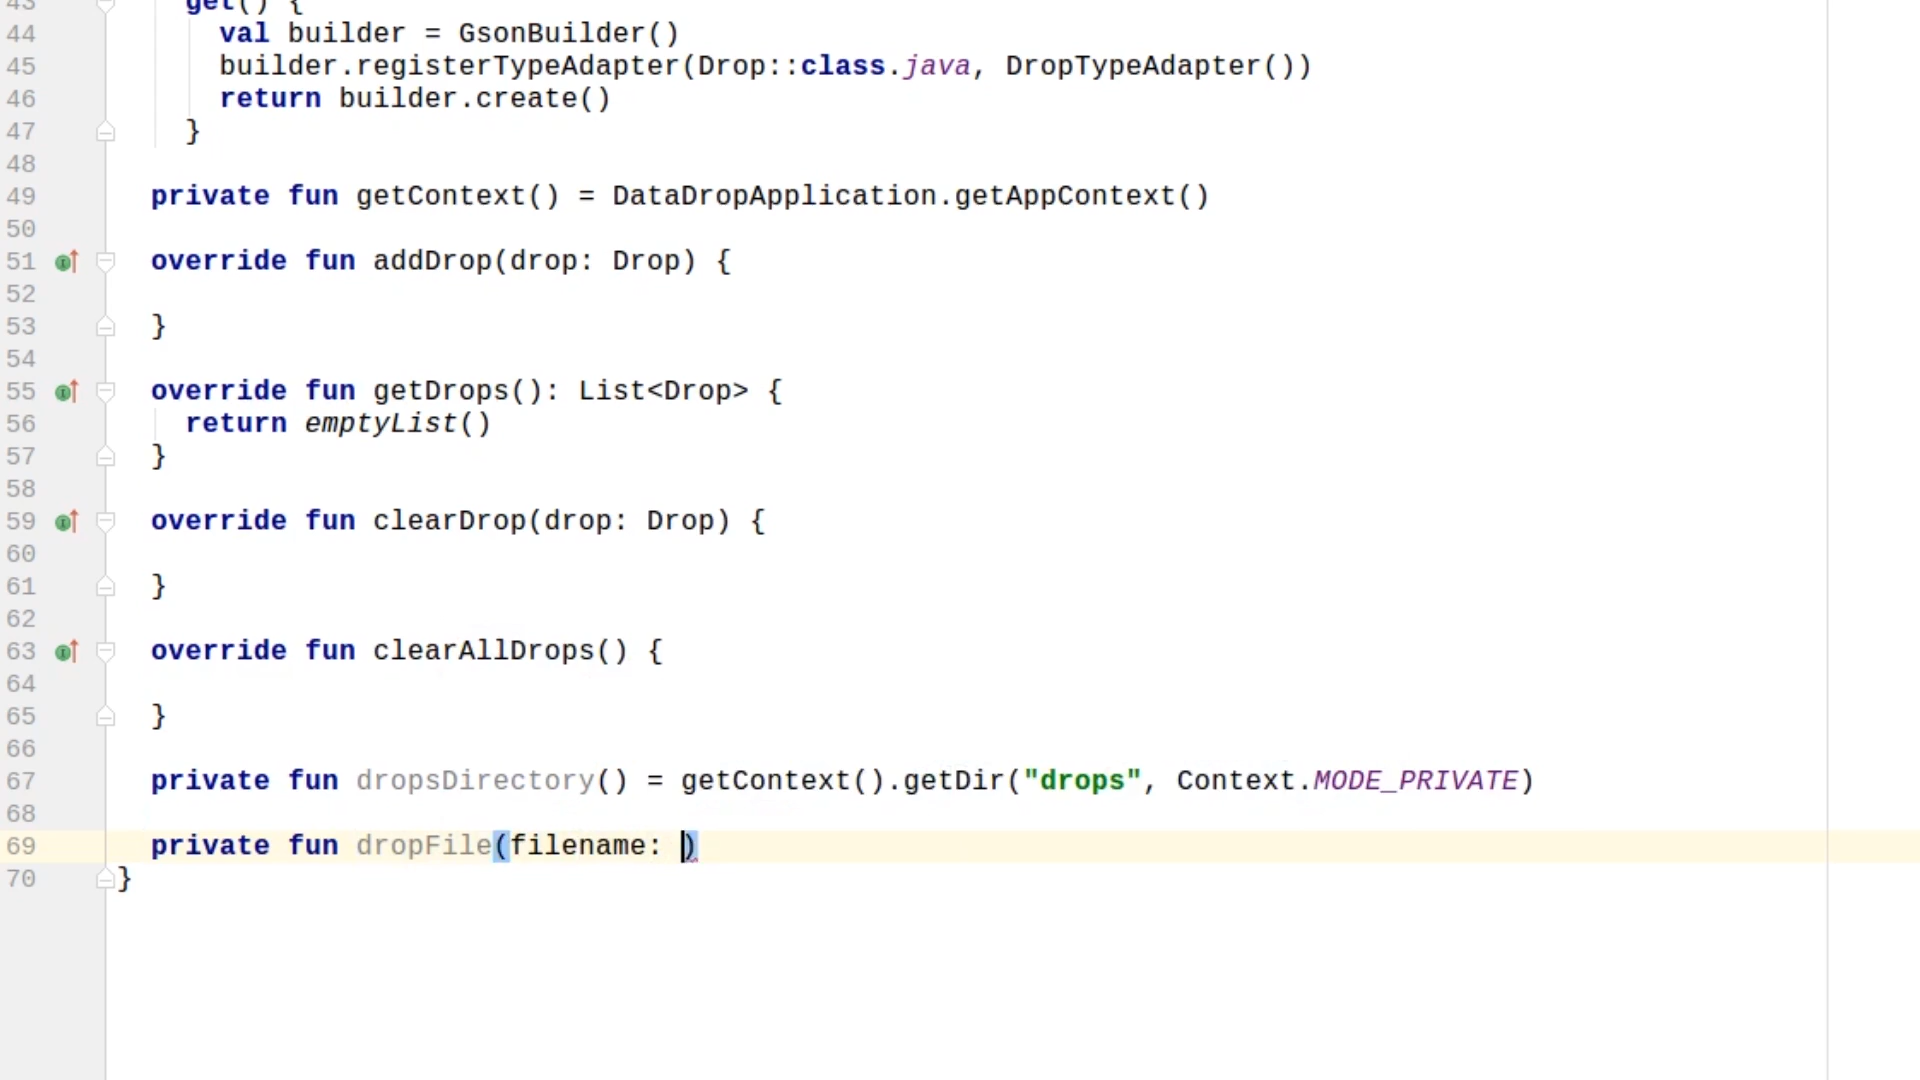 43 get() {
44 val builder = GsonBuilder()
45 builder.registerTypeAdapter(Drop::class.java, DropTypeAdapter())
46 return builder.create()
47 }
48
49 private fun getContext() = DataDropApplication.getAppContext()
50
51 override fun addDrop(drop: Drop) {
52
53 }
54
55 override fun getDrops(): List<Drop> {
56 return emptyList()
57 }
58
59 override fun clearDrop(drop: Drop) {
60
61 }
62
63 override fun clearAllDrops() {
64
65 }
66
67 private fun dropsDirectory() = getContext().getDir("drops", Context.MODE_PRIVATE)
68
69 private fun dropFile(filename: )
70 }